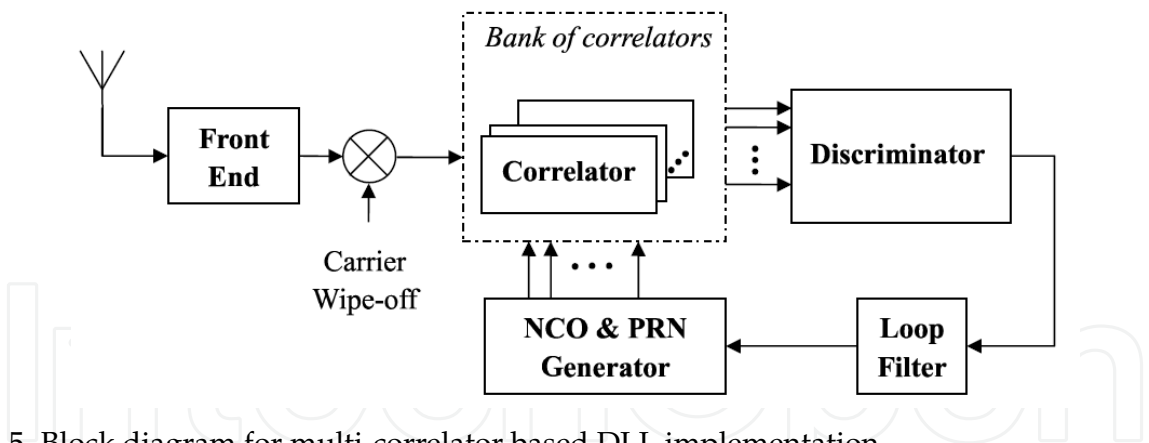 Bank of correlators
Front
End
Correlator
Discriminator
Carrier
Wipe-off
NCO & PRN
Generator
Loop
Filter
5. Block diagram for multi-correlator based DLL implementation